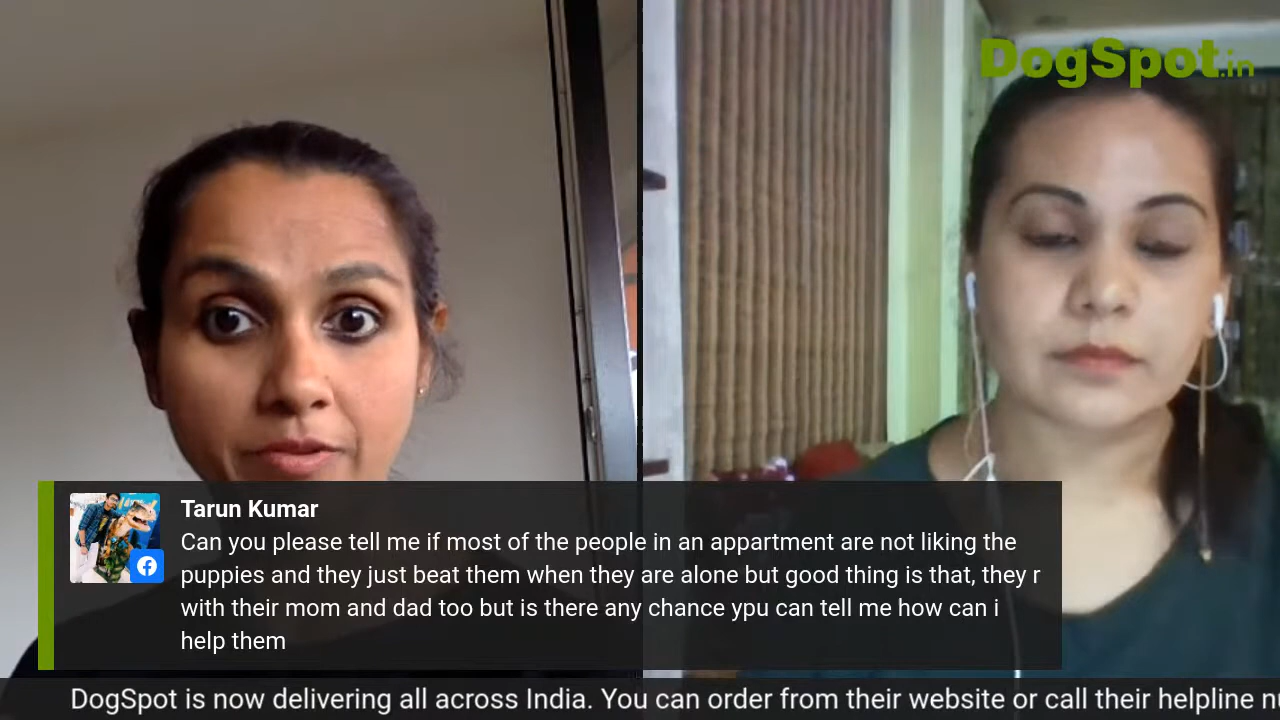 DogSpot.in
Tarun Kumar
Can you please tell me if most of the people in an appartment are not liking the
puppies and they just beat them when they are alone but good thing is that, they r
with their mom and dad too but is there any chance ypu can tell me how can i
help them
DogSpot is now delivering all across India. You can order from their website or call their helpline